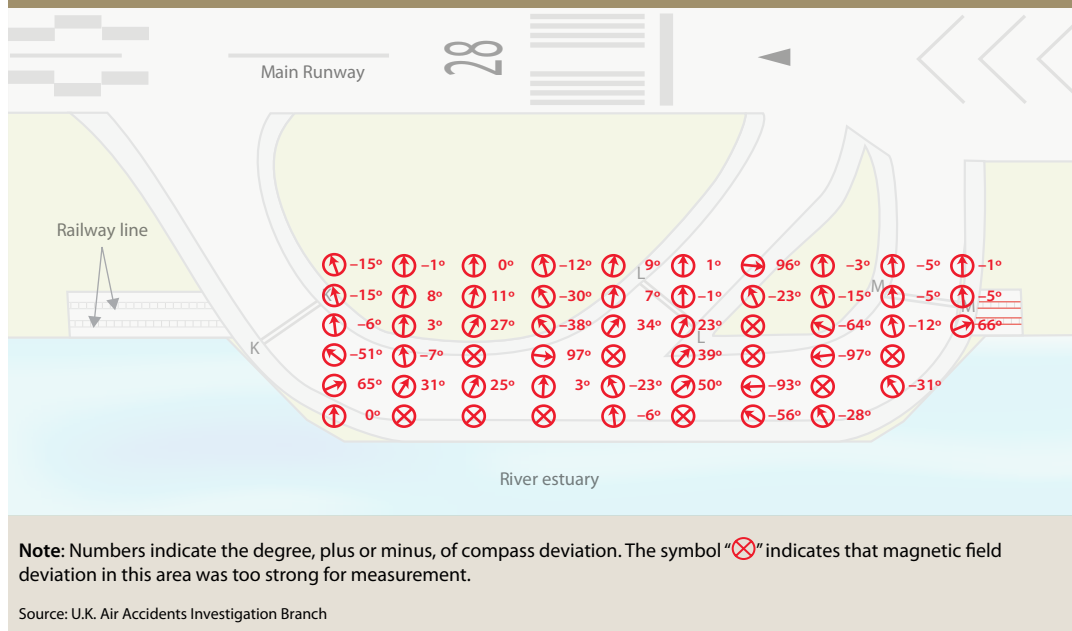 28
Main Runway
Railway line
–15º –1º 0º –12º 9º 1º 96º –3º –5º –1º
L
–15º 8º 11º –30º 7º –1º –23º –15º –5º –5º
K M M
–6º 3º 27º –38º 34º 23º –64º –12º 66º
K L
–51º –7º 97º 39º –97º
65º 31º 25º 3º –23º 50º –93º –31º
0º –6º –56º –28º
River estuary
Note: Numbers indicate the degree, plus or minus, of compass deviation. The symbol “⊗” indicates that magnetic field
deviation in this area was too strong for measurement.
Source: U.K. Air Accidents Investigation Branch